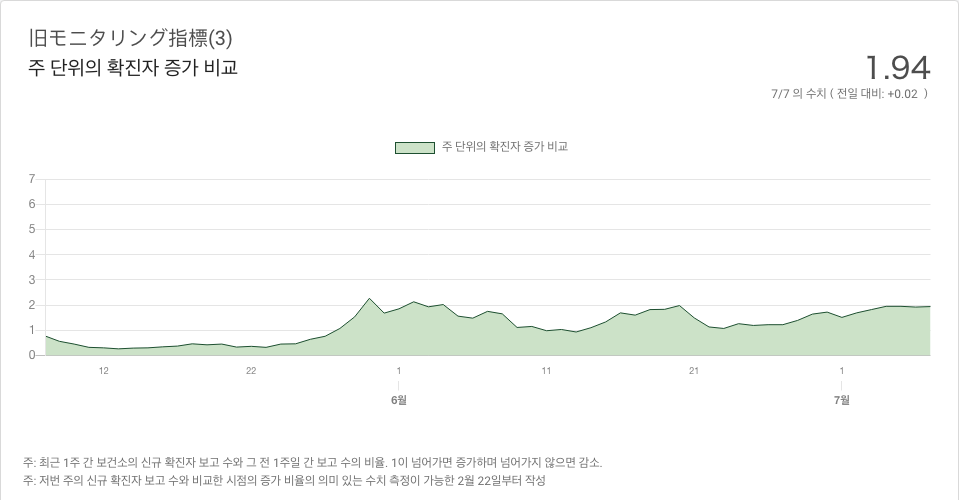 旧モニタリング指標(3)
주 단위의 확진자 증가 비교
1.94
7/7 의 수치 ( 전일 대비: +0.02 )
주 단위의 확진자 증가 비교
7
6
5
4
3
2
1
0
12 22 1 11 21 1
6월 7월
주: 최근 1주 간 보건소의 신규 확진자 보고 수와 그 전 1주일 간 보고 수의 비율. 1이 넘어가면 증가하며 넘어가지 않으면 감소.
주: 저번 주의 신규 확진자 보고 수와 비교한 시점의 증가 비율의 의미 있는 수치 측정이 가능한 2월 22일부터 작성